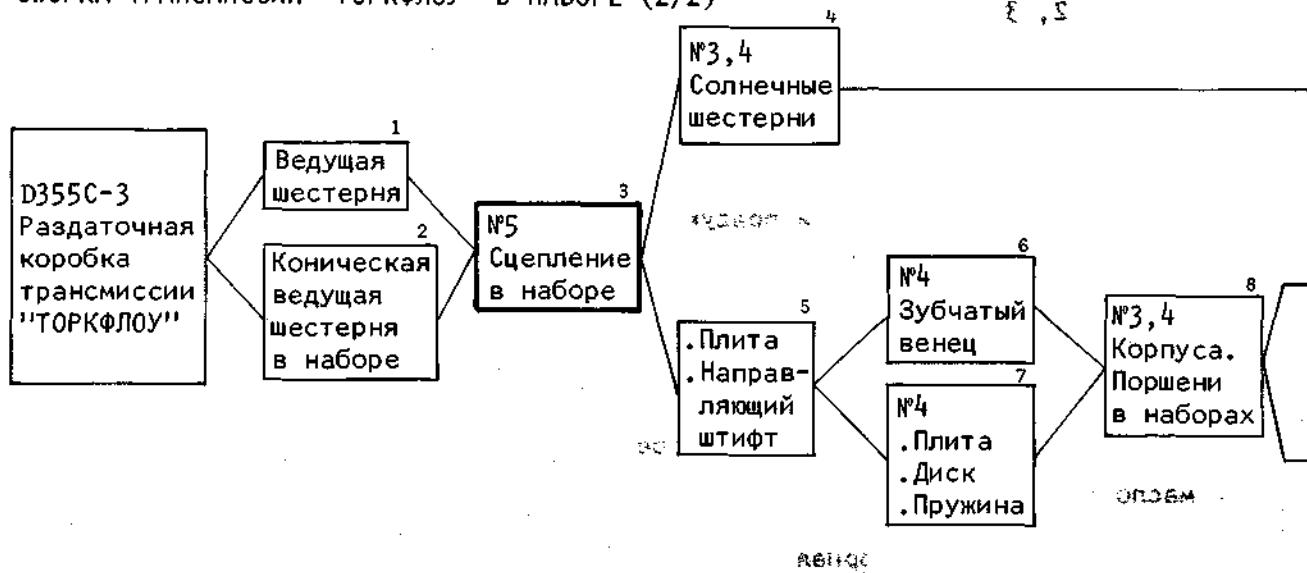 D355C-3
Раздаточная
коробка
трансмиссии
"ТОРКФЛОУ"
1
Ведущая
шестерня
2
Коническая
ведущая
шестерня
в наборе
3
№5
Сцепление
в наборе
4
№3,4
Солнечные
шестерни
5
.Плита
.Направ-
ляющий
штифт
6
№4
Зубчатый
венец
7
№4
.Плита
.Диск
.Пружина
8
№3,4
Корпуса.
Поршени
в наборах